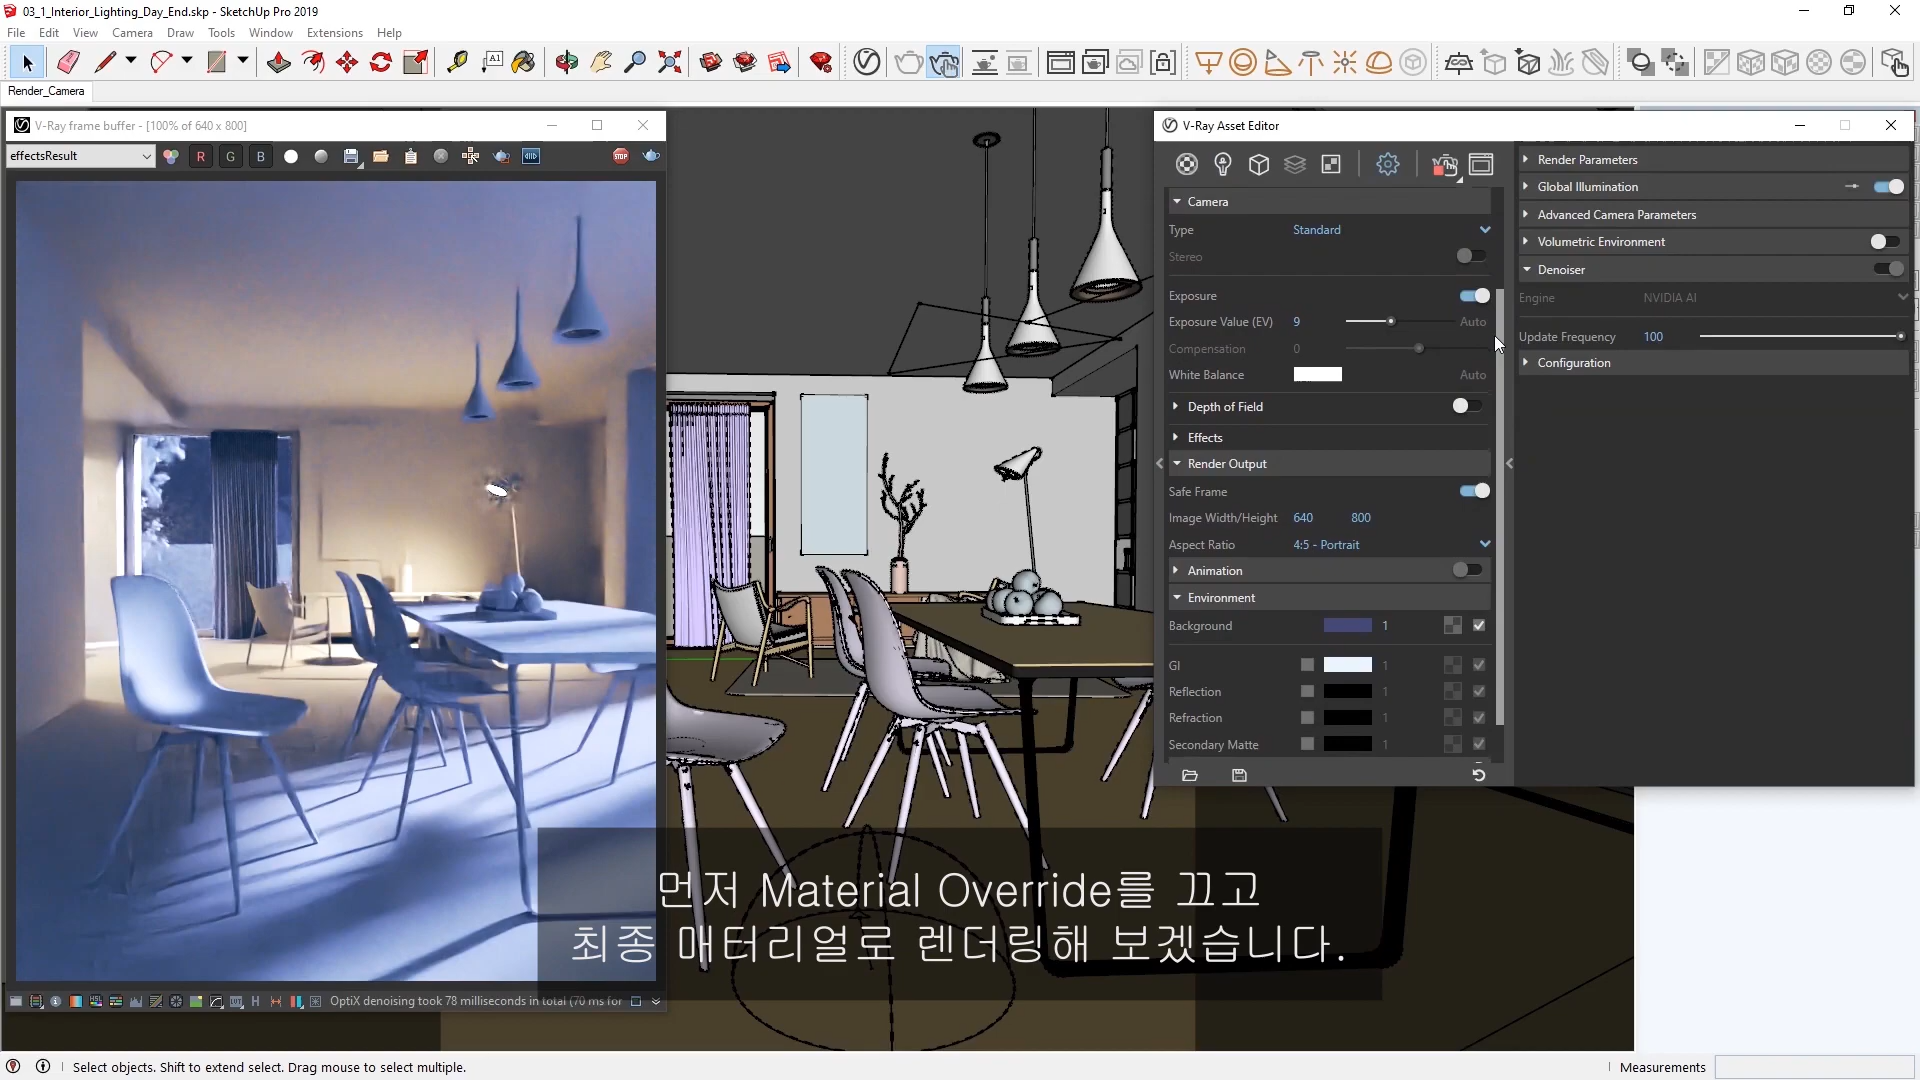 03_1_Interior_Lighting_Day_End.skp - SketchUp Pro 2019
File Edit View Camera Draw Tools Window Extensions Help
A1
Render_Camera
V-Ray frame buffer - [100% of 640 x 800]
effectsResult
R G B
STOP
OptiX denoising took 78 milliseconds in total (70 ms for
V-Ray Asset Editor
Camera
Type Standard
Stereo
Exposure
Exposure Value (EV) 9 Auto
Compensation 0
White Balance Auto
Depth of Field
Effects
Render Output
Safe Frame
Image Width/Height 640 800
Aspect Ratio 4:5 - Portrait
Animation
Environment
Background 1
GI 1
Reflection 1
Refraction 1
Secondary Matte 1
Render Parameters
Global Illumination
Advanced Camera Parameters
Volumetric Environment
Denoiser
Engine NVIDIA AI
Update Frequency 100
Configuration
먼저 Material Override를 끄고
최종 매터리얼로 렌더링해 보겠습니다.
Select objects. Shift to extend select. Drag mouse to select multiple.
Measurements